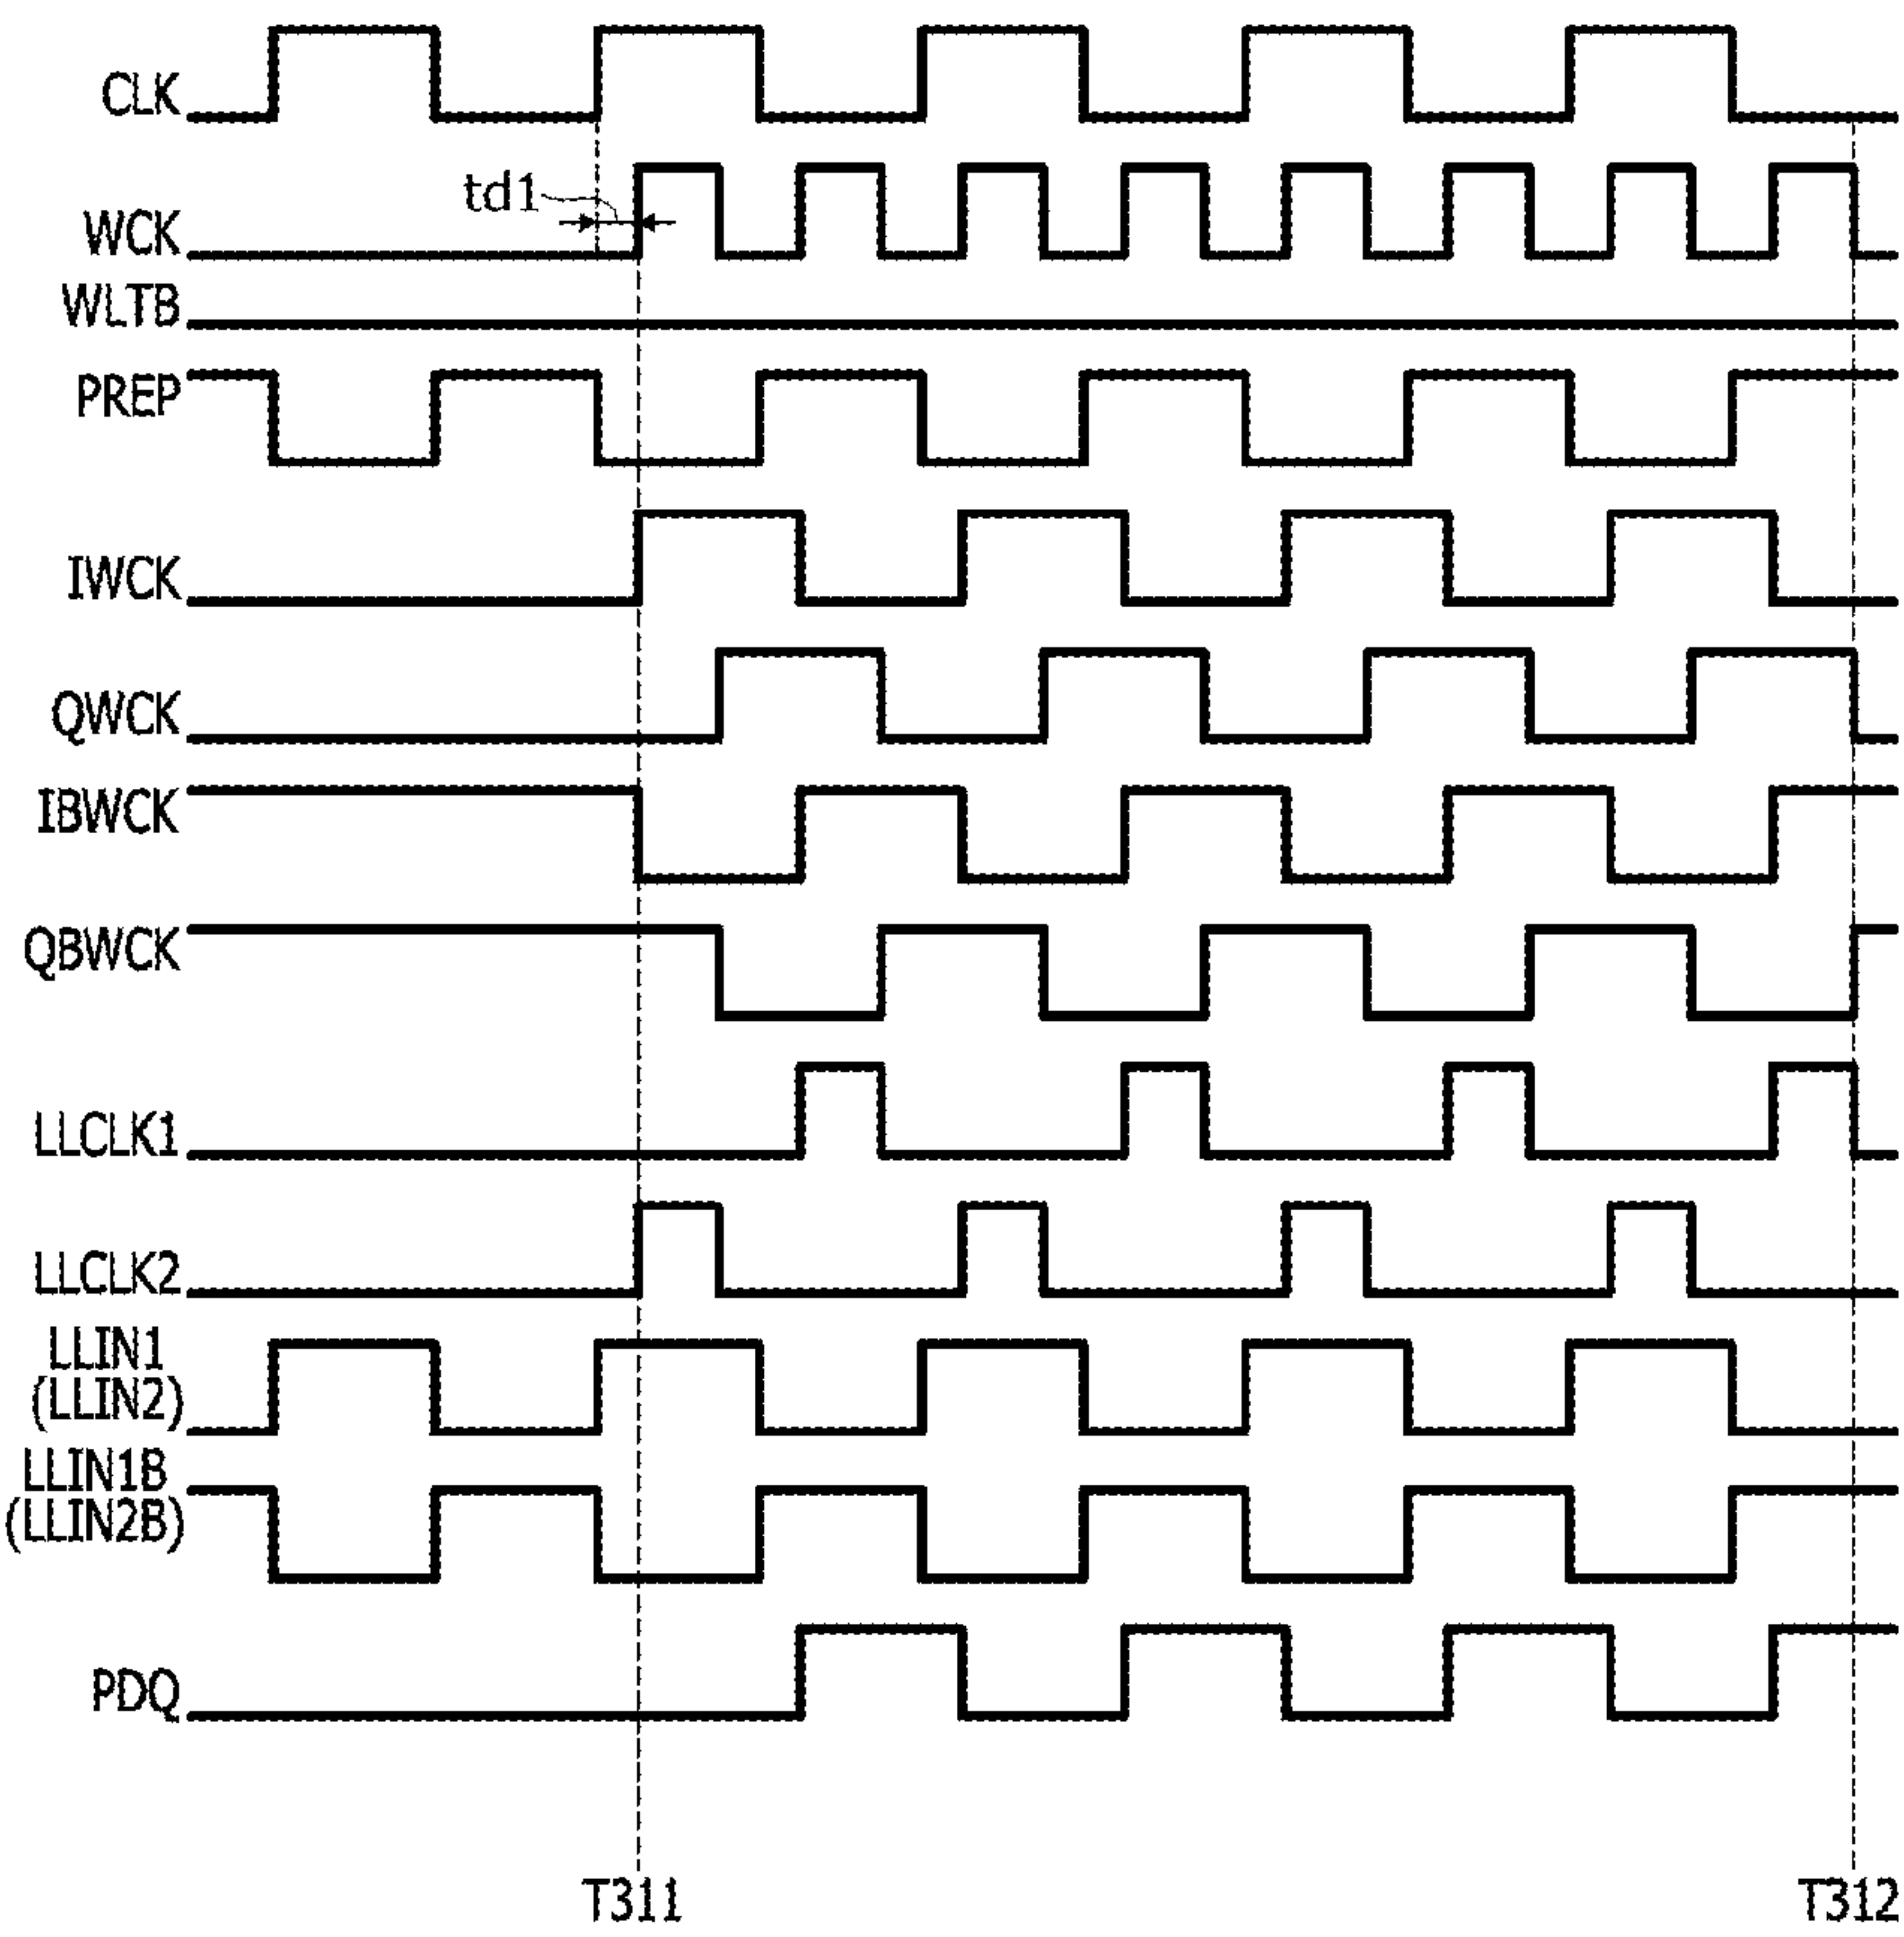 CLK
td1
WCK
WLTB
PREP
IWCK
QWCK
IBWCK
QBWCK
LLCLK1
LLCLK2
LLIN1
(LLIN2)
LLIN1B
(LLIN2B)
PDQ
T311
T312